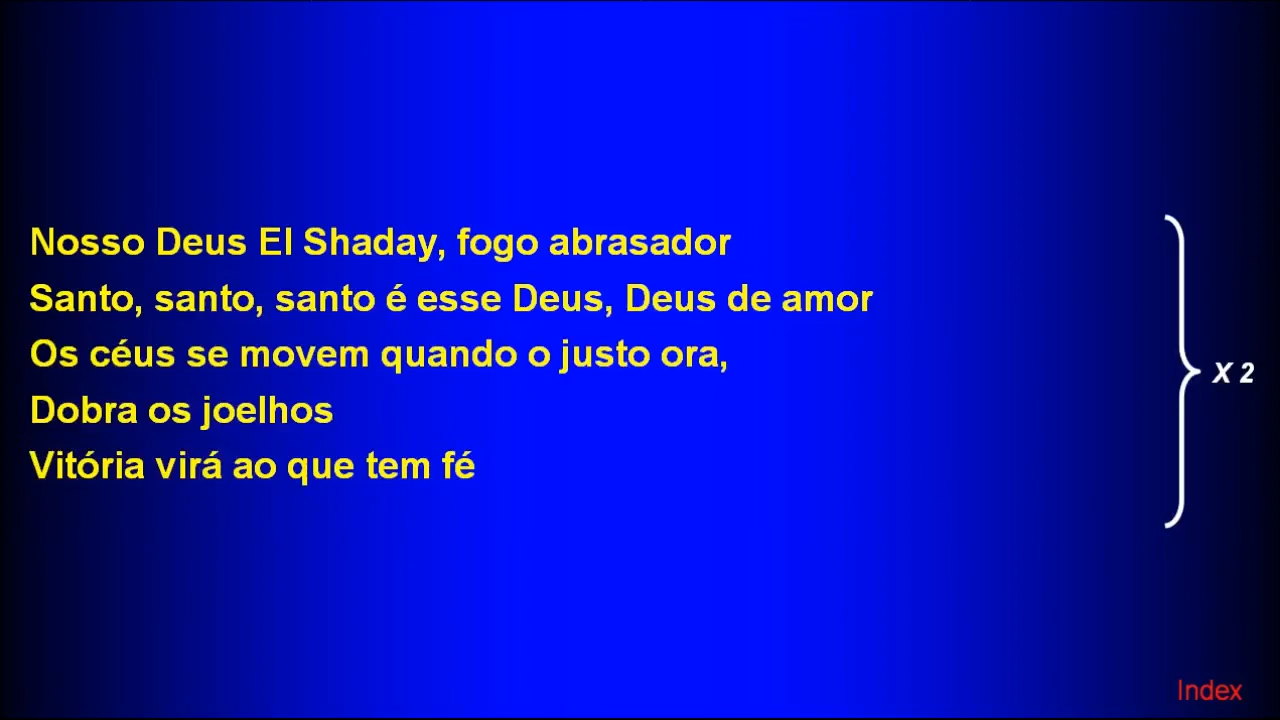 Nosso Deus El Shaday, fogo abrasador
Santo, santo, santo é esse Deus, Deus de amor
Os céus se movem quando o justo ora,
Dobra os joelhos
Vitória virá ao que tem fé
X 2
Index